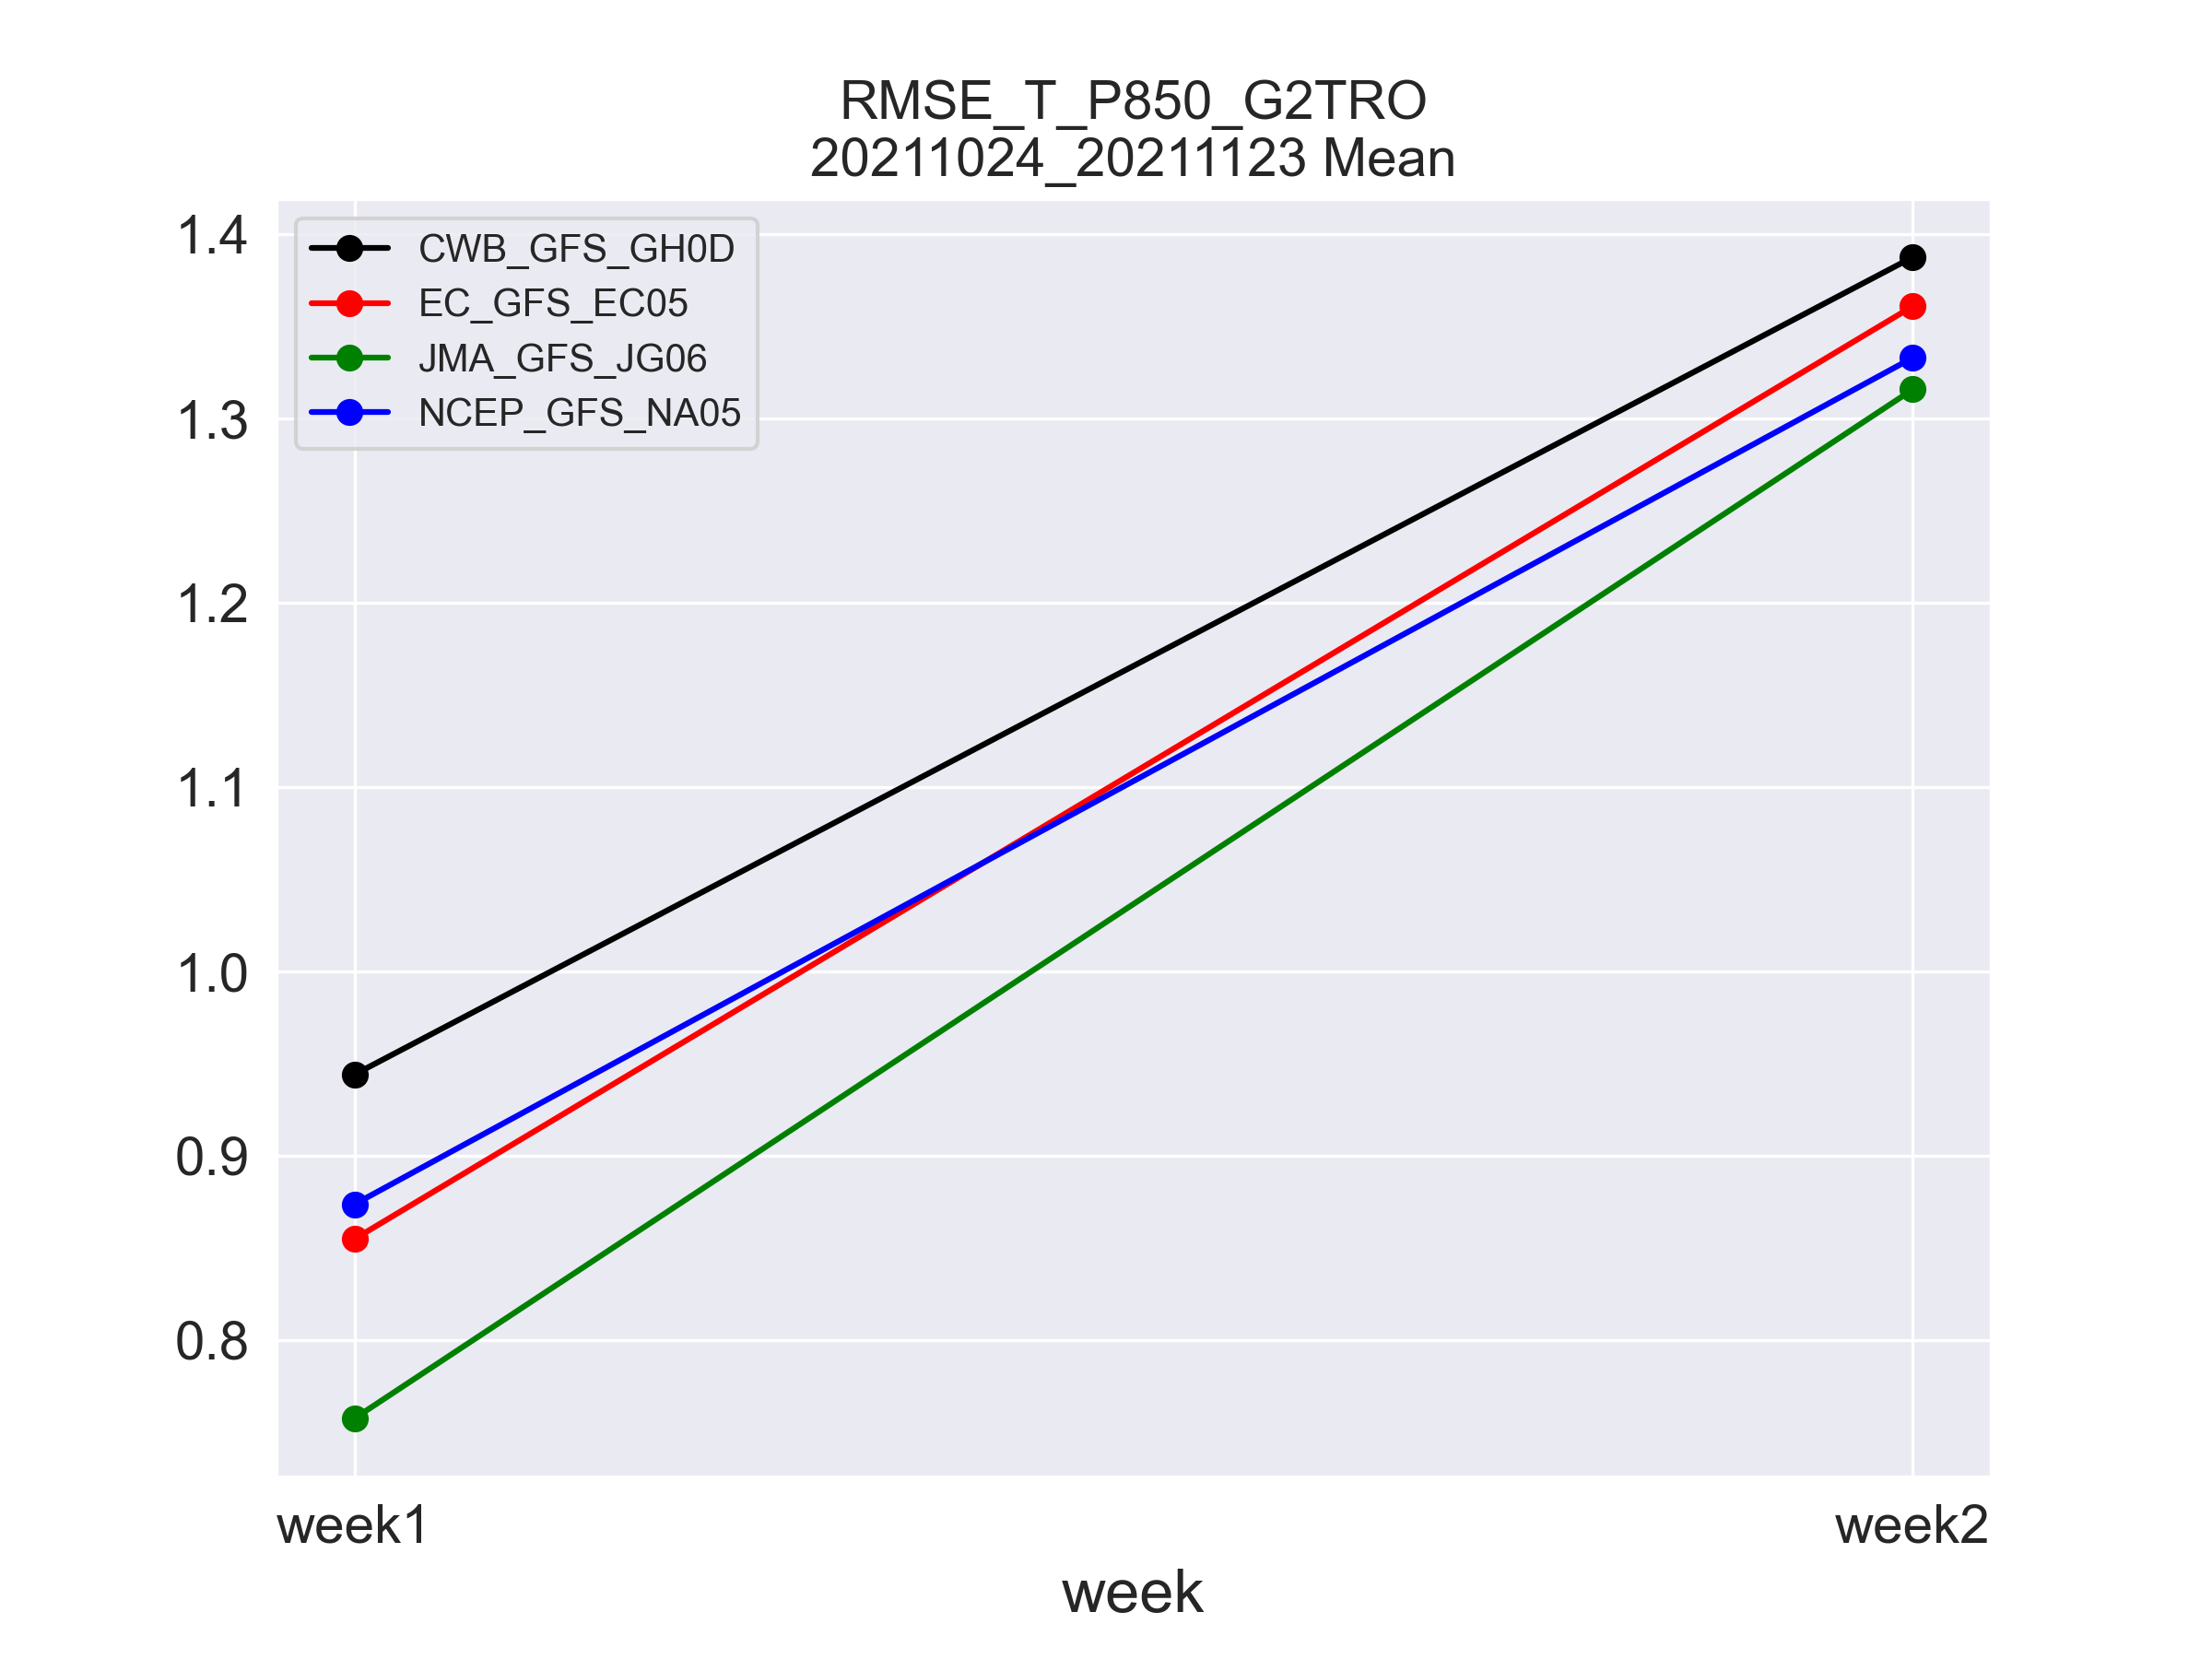 RMSE_T_P850_G2TRO
20211024_20211123 Mean
CWB_GFS_GH0D
EC_GFS_EC05
JMA_GFS_JG06
NCEP_GFS_NA05
1.4
1.3
1.2
1.1
1.0
0.9
0.8
week1 week2
week